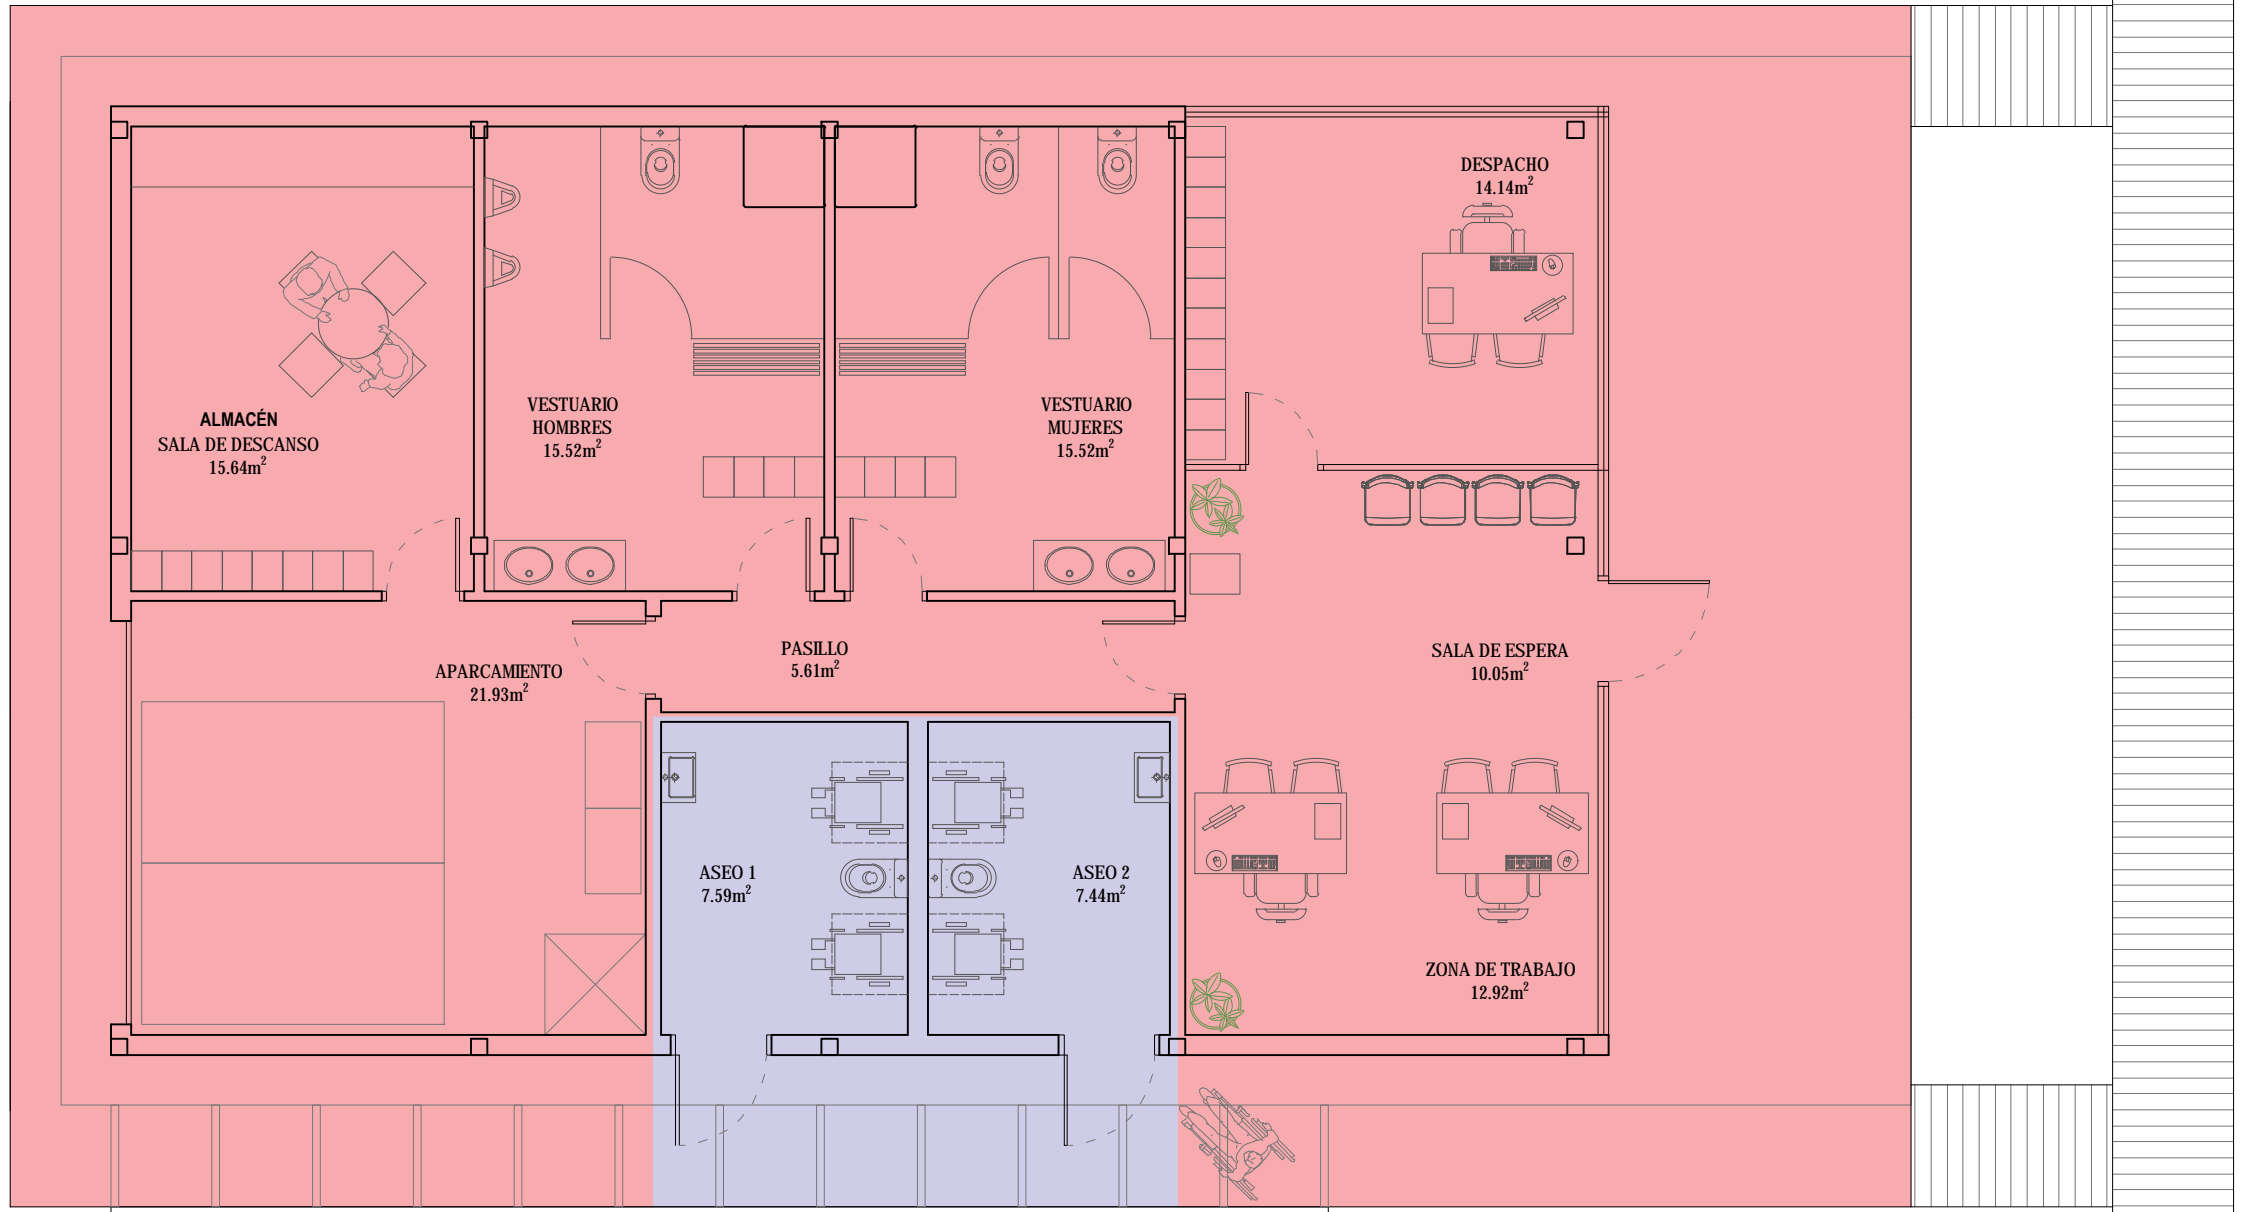 DESPACHO
14.14m²
ALMACÉN
SALA DE DESCANSO
15.64m²
VESTUARIO
HOMBRES
15.52m²
VESTUARIO
MUJERES
15.52m²
APARCAMIENTO
21.93m²
PASILLO
5.61m²
SALA DE ESPERA
10.05m²
ASEO 1
7.59m²
ASEO 2
7.44m²
ZONA DE TRABAJO
12.92m²